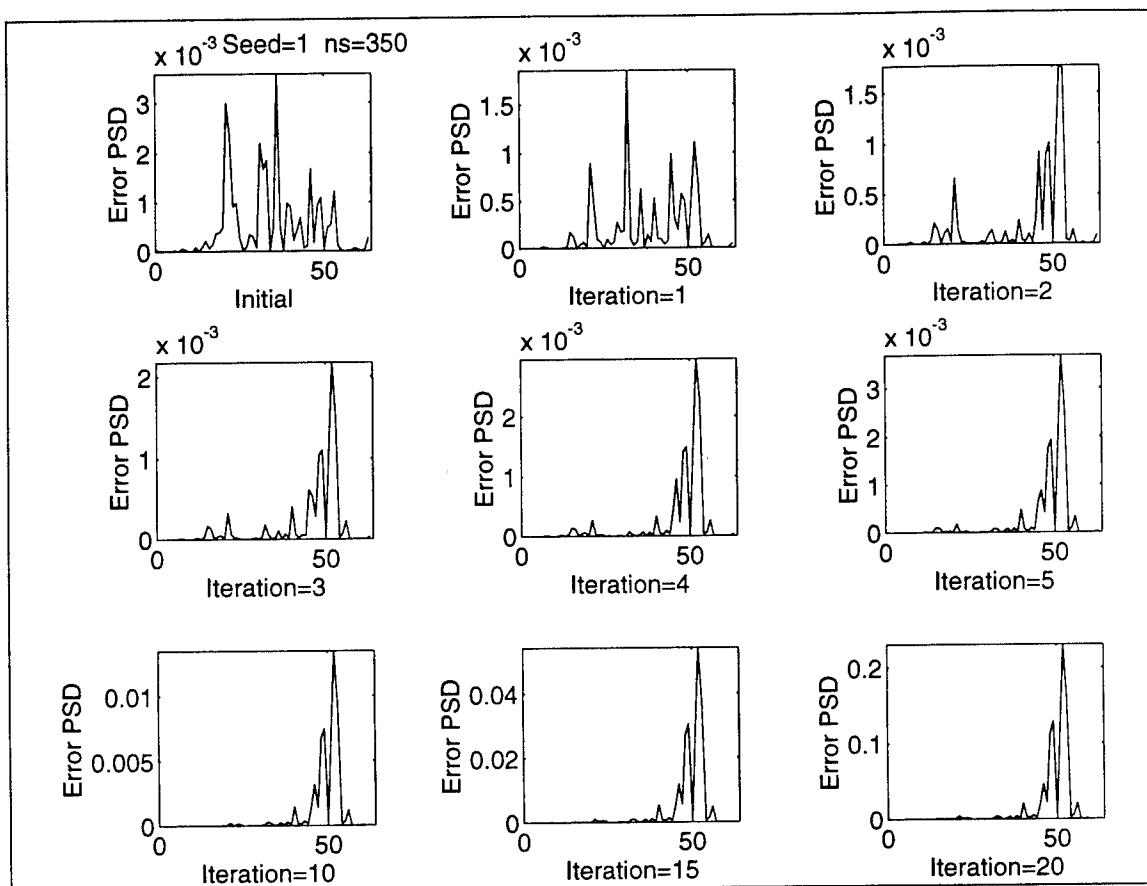 x 10-3 Seed=1 ns=350
3
2
1
0
Error PSD
0 50
Initial
x 10-3
1.5
1
0.5
0
Error PSD
0 50
Iteration=1
x 10-3
1.5
1
0.5
0
Error PSD
0 50
Iteration=2
x 10-3
2
1
0
Error PSD
0 50
Iteration=3
x 10-3
2
1
0
Error PSD
0 50
Iteration=4
x 10-3
3
2
1
0
Error PSD
0 50
Iteration=5
0.01
0.005
0
Error PSD
0 50
Iteration=10
0.04
0.02
0
Error PSD
0 50
Iteration=15
0.2
0.1
0
Error PSD
0 50
Iteration=20